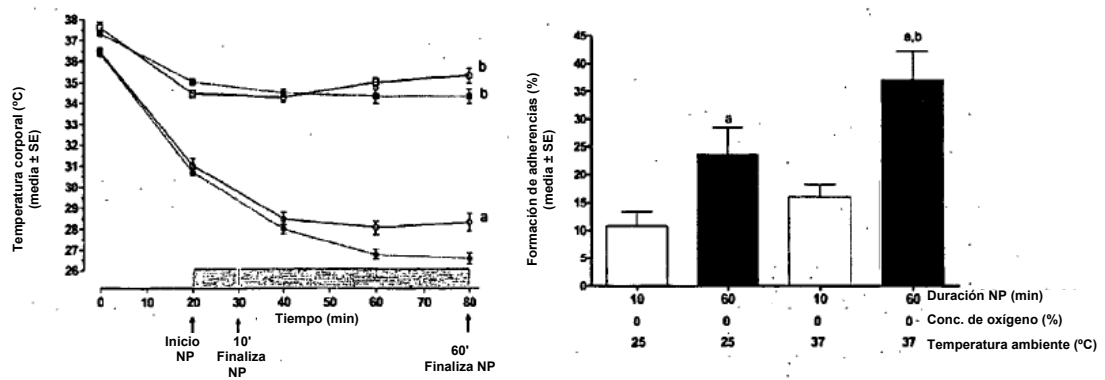 Temperatura corporal (ºC)
(media ± SE)
38
37
36
35
34
33
32
31
30
29
28
27
26
b
b
a
0
10
20
30
40
50
60
70
80
Tiempo (min)
Inicio
NP
10'
Finaliza
NP
60'
Finaliza NP
Formación de adherencias (%)
(media ± SE)
45
40
35
30
25
20
15
10
5
0
a
a,b
10 60 10 60 Duración NP (min)
0 0 0 0 Conc. de oxígeno (%)
25 25 37 37 Temperatura ambiente (ºC)